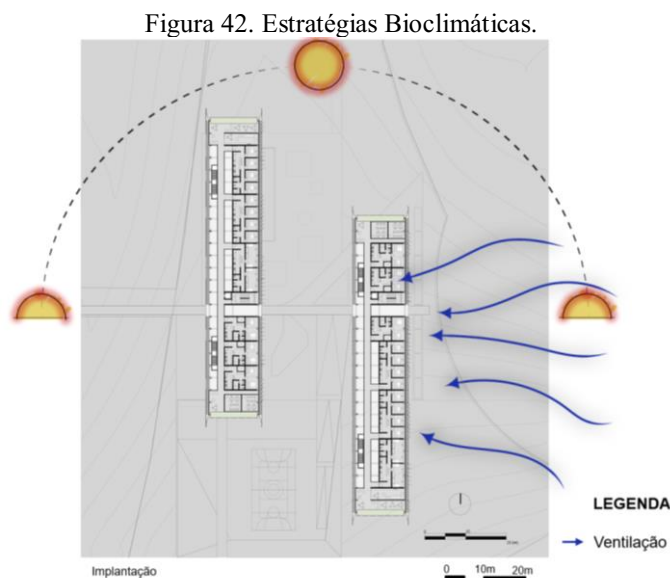 Figura 42. Estratégias Bioclimáticas.
LEGENDA
Ventilação
Implantação
0 10m 20m